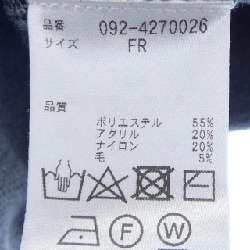 品番 092-4270026
サイズ FR
品質
ポリエステル 55%
アクリル 20%
ナイロン 20%
毛 5%
F W